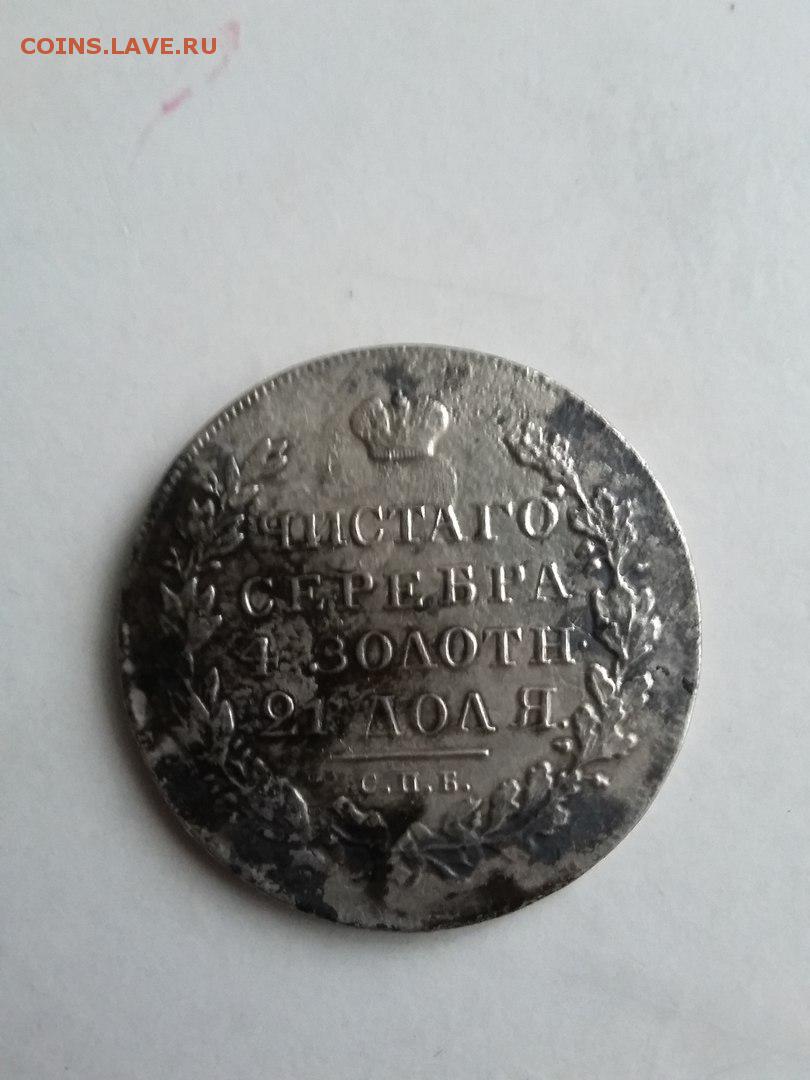 COINS.LAVE.RU
ЧИСТАГО
СЕРЕБРА
4 ЗОЛОТН.
21 ДОЛЯ.
С.П.Б.